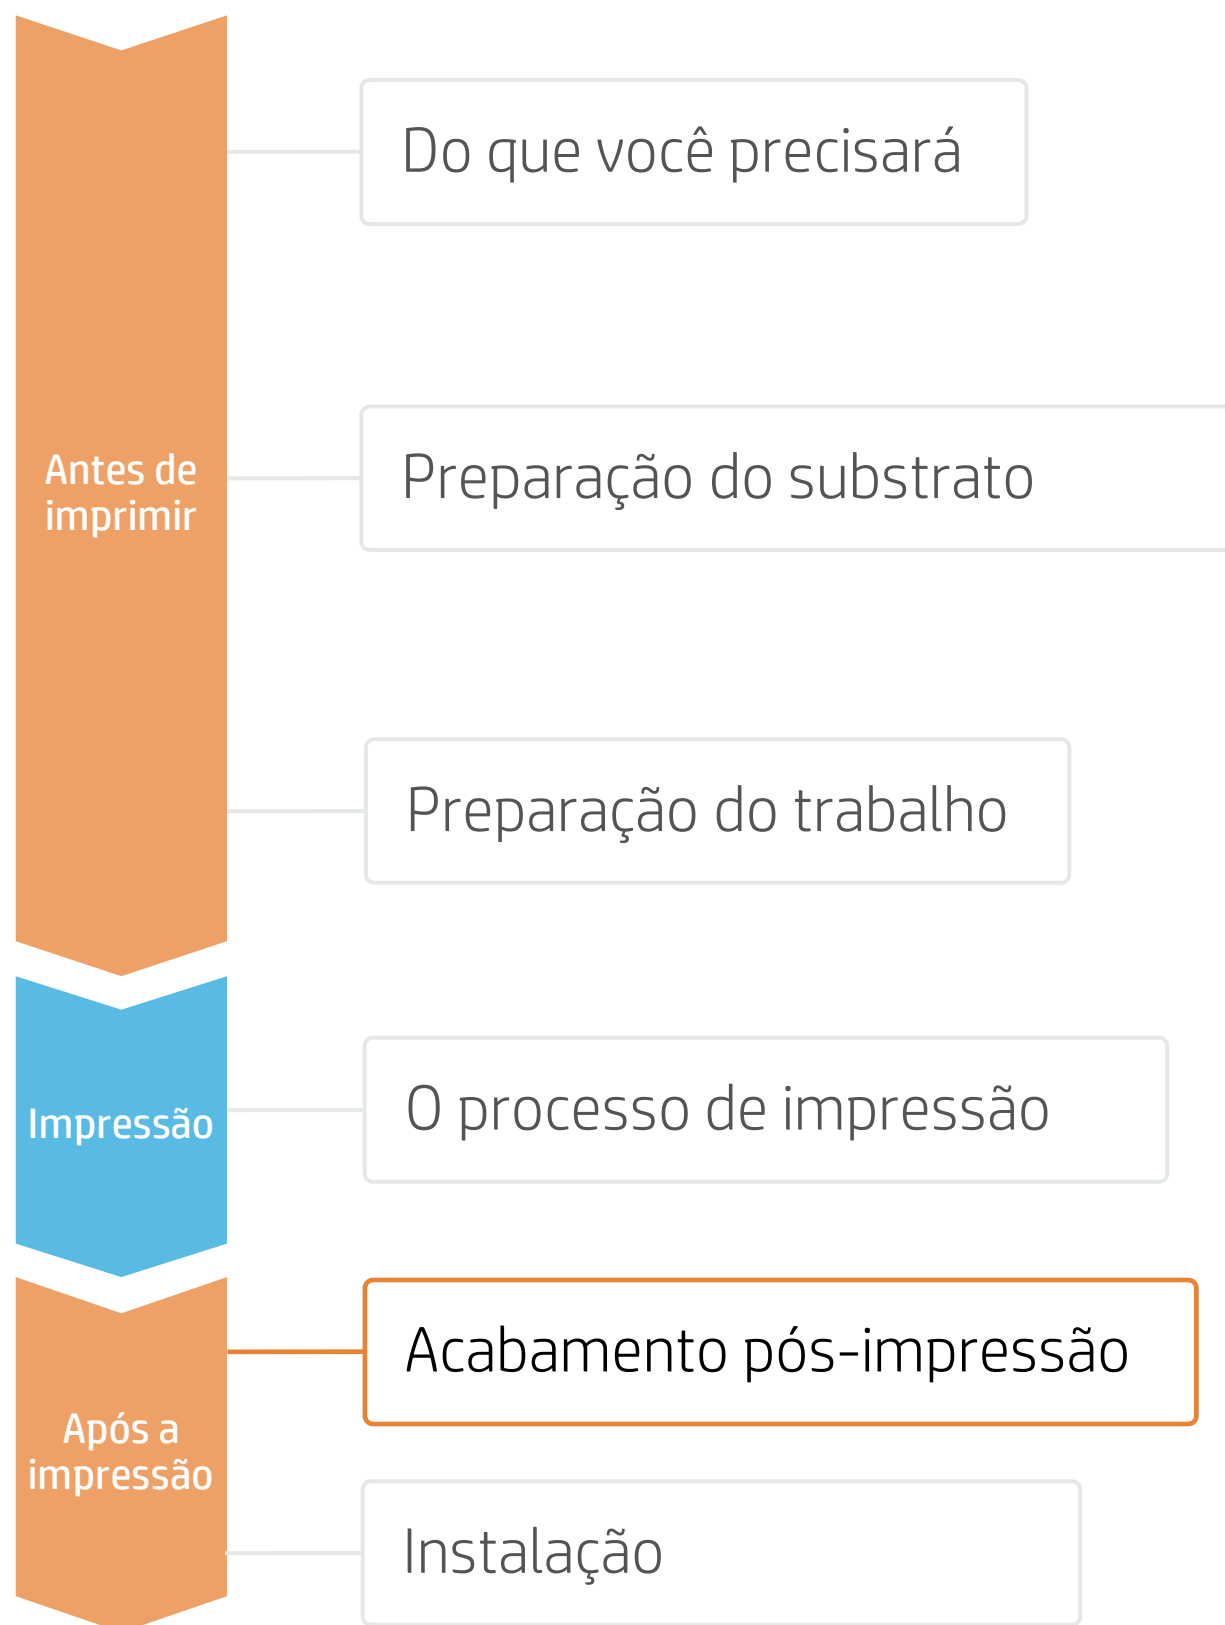 Do que você precisará
Antes de
imprimir
Preparação do substrato
Preparação do trabalho
Impressão
O processo de impressão
Acabamento pós-impressão
Após a
impressão
Instalação